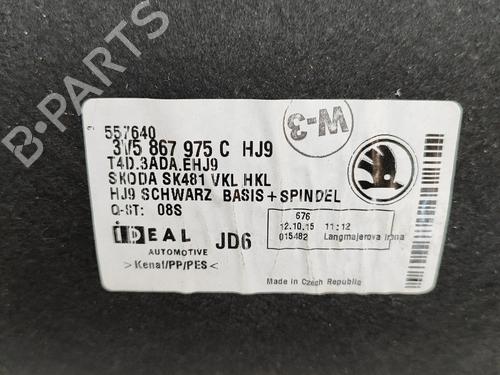 B-PARTS
W-3
557640
3V5 867 975 C HJ9
T4D.3ADA.EHJ9
SKODA SK481 VKL HKL
HJ9 SCHWARZ BASIS+SPINDEL
Q-ST: 08S
IDEAL
AUTOMOTIVE
JD6
>Kenaf/PP/PES<
676
12.10.15 11:12
015482 Langmajerova Irena
Made in Czech Republic